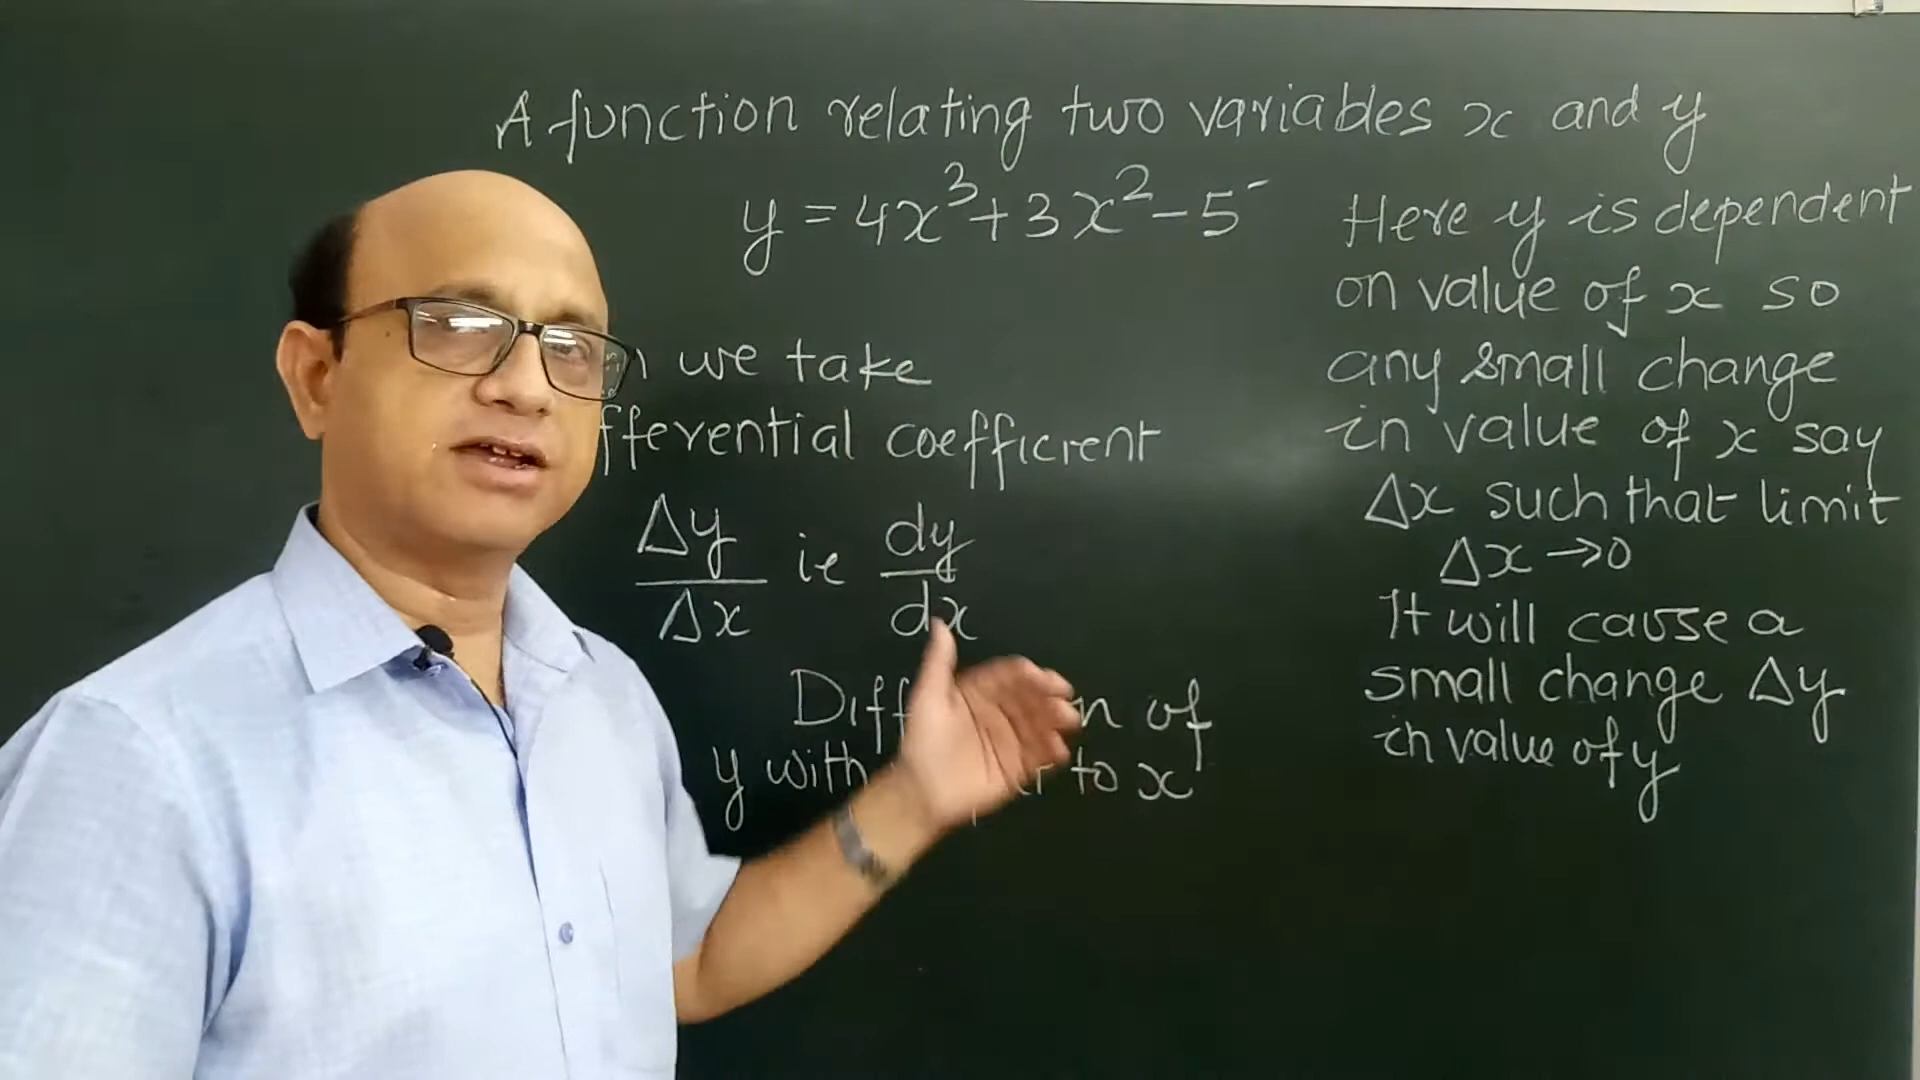 A function relating two variables x and y
y = 4x³ + 3x² - 5
we take
fferential coefficient
Δy/Δx ie dy/dx
Diff n of
y with to x
Here y is dependent
on value of x so
any small change
in value of x say
Δx such that limit
Δx → 0
It will cause a
small change Δy
in value of y